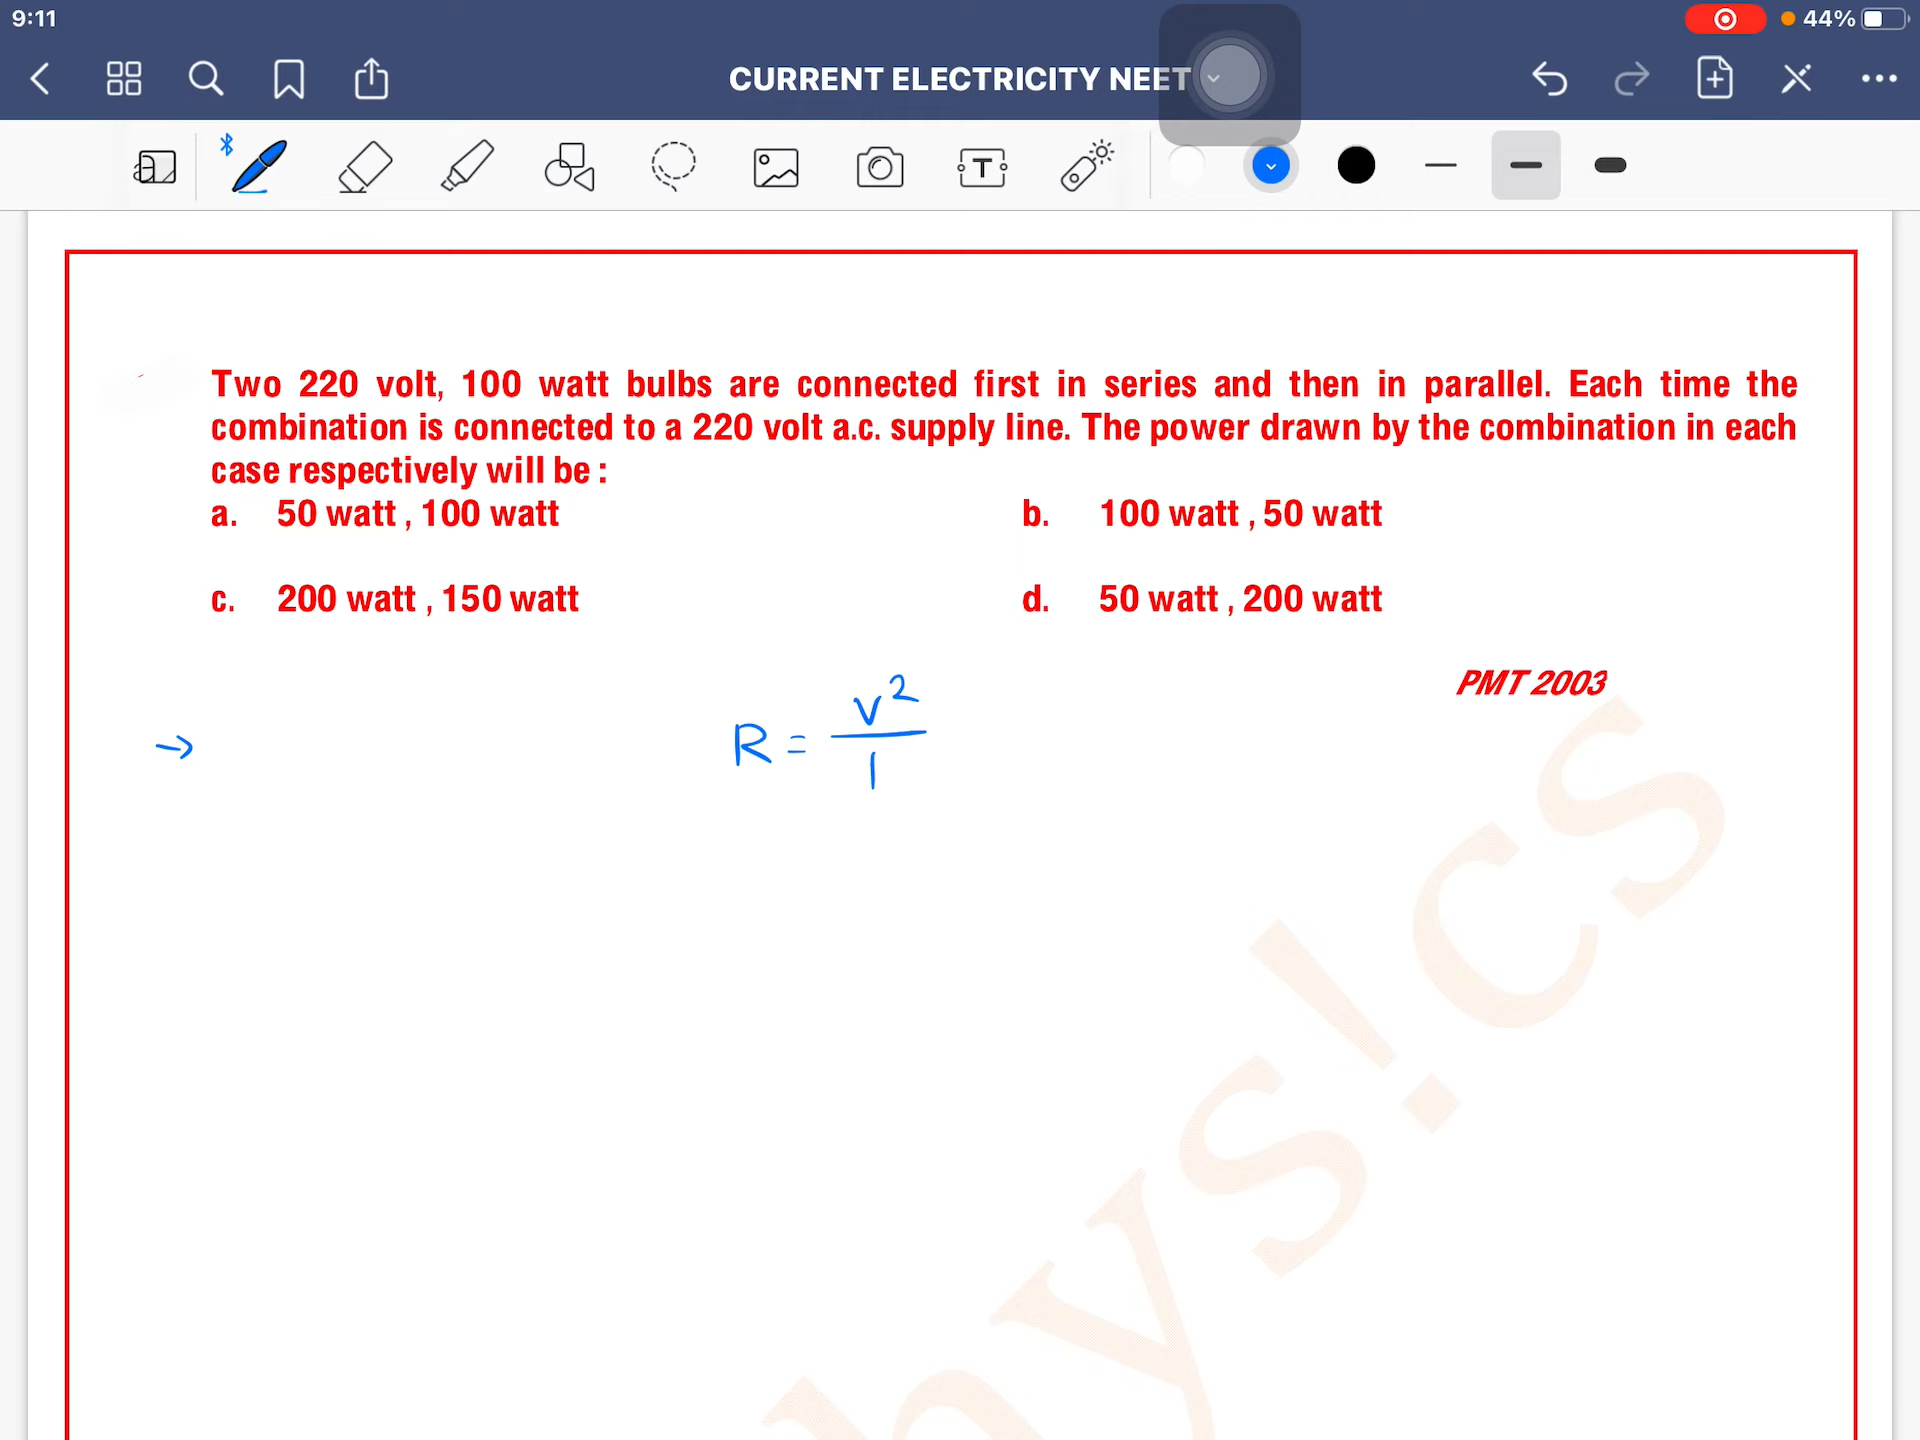 9:11
44%
CURRENT ELECTRICITY NEET
Two 220 volt, 100 watt bulbs are connected first in series and then in parallel. Each time the
combination is connected to a 220 volt a.c. supply line. The power drawn by the combination in each
case respectively will be :
a. 50 watt , 100 watt b. 100 watt , 50 watt
c. 200 watt , 150 watt d. 50 watt , 200 watt
PMT 2003
→ R = v²/1
hys!cs